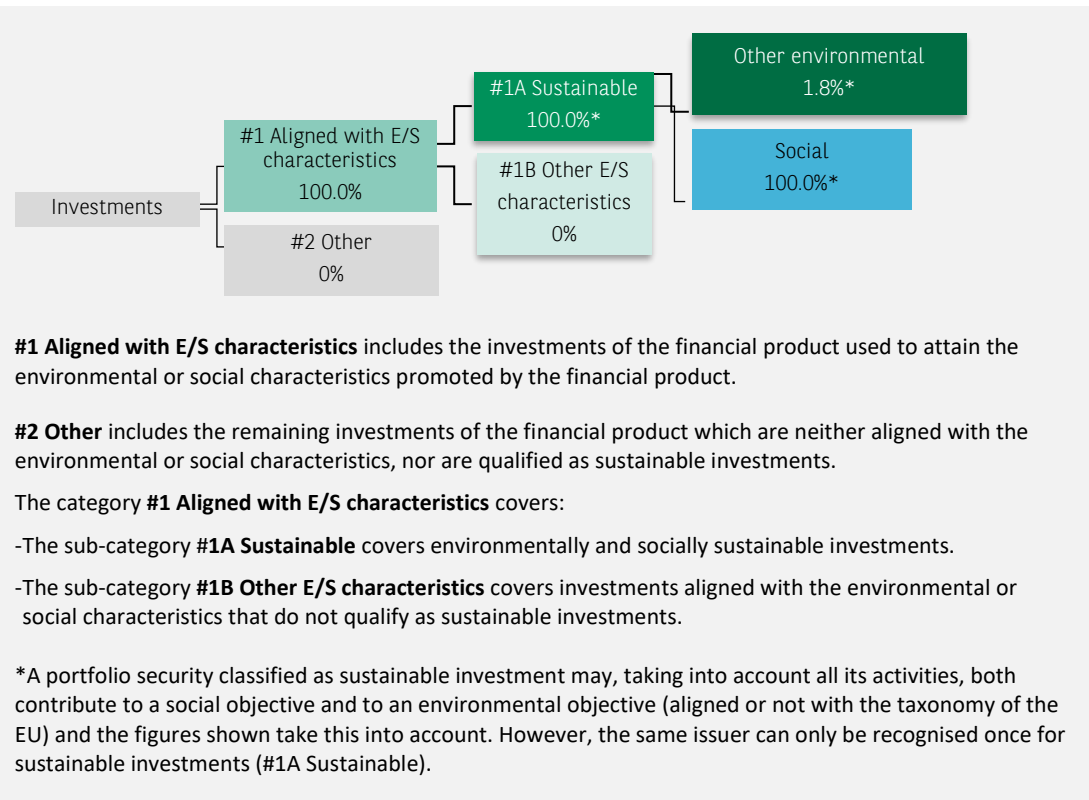 Investments
#1 Aligned with E/S
characteristics
100.0%
#2 Other
0%
#1A Sustainable
100.0%*
#1B Other E/S
characteristics
0%
Other environmental
1.8%*
Social
100.0%*
#1 Aligned with E/S characteristics includes the investments of the financial product used to attain the
environmental or social characteristics promoted by the financial product.
#2 Other includes the remaining investments of the financial product which are neither aligned with the
environmental or social characteristics, nor are qualified as sustainable investments.
The category #1 Aligned with E/S characteristics covers:
-The sub-category #1A Sustainable covers environmentally and socially sustainable investments.
-The sub-category #1B Other E/S characteristics covers investments aligned with the environmental or
social characteristics that do not qualify as sustainable investments.
*A portfolio security classified as sustainable investment may, taking into account all its activities, both
contribute to a social objective and to an environmental objective (aligned or not with the taxonomy of the
EU) and the figures shown take this into account. However, the same issuer can only be recognised once for
sustainable investments (#1A Sustainable).